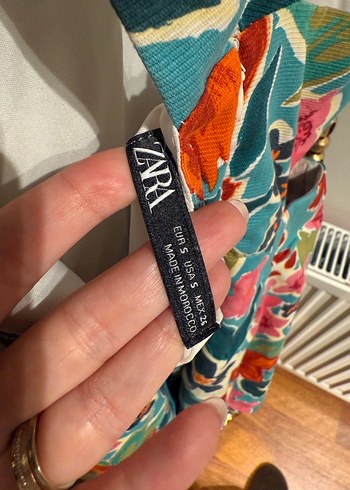 ZARA
EUR S USA S MEX 26
MADE IN MOROCCO